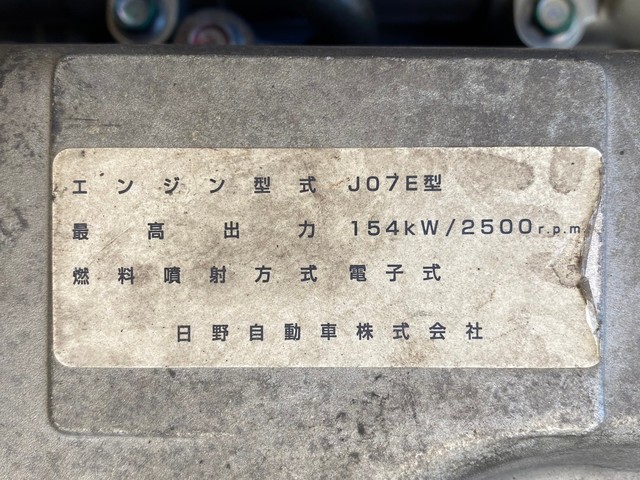 エンジン型式 J07E型
最高出力 154kW/2500r.p.m
燃料噴射方式 電子式
日野自動車株式会社